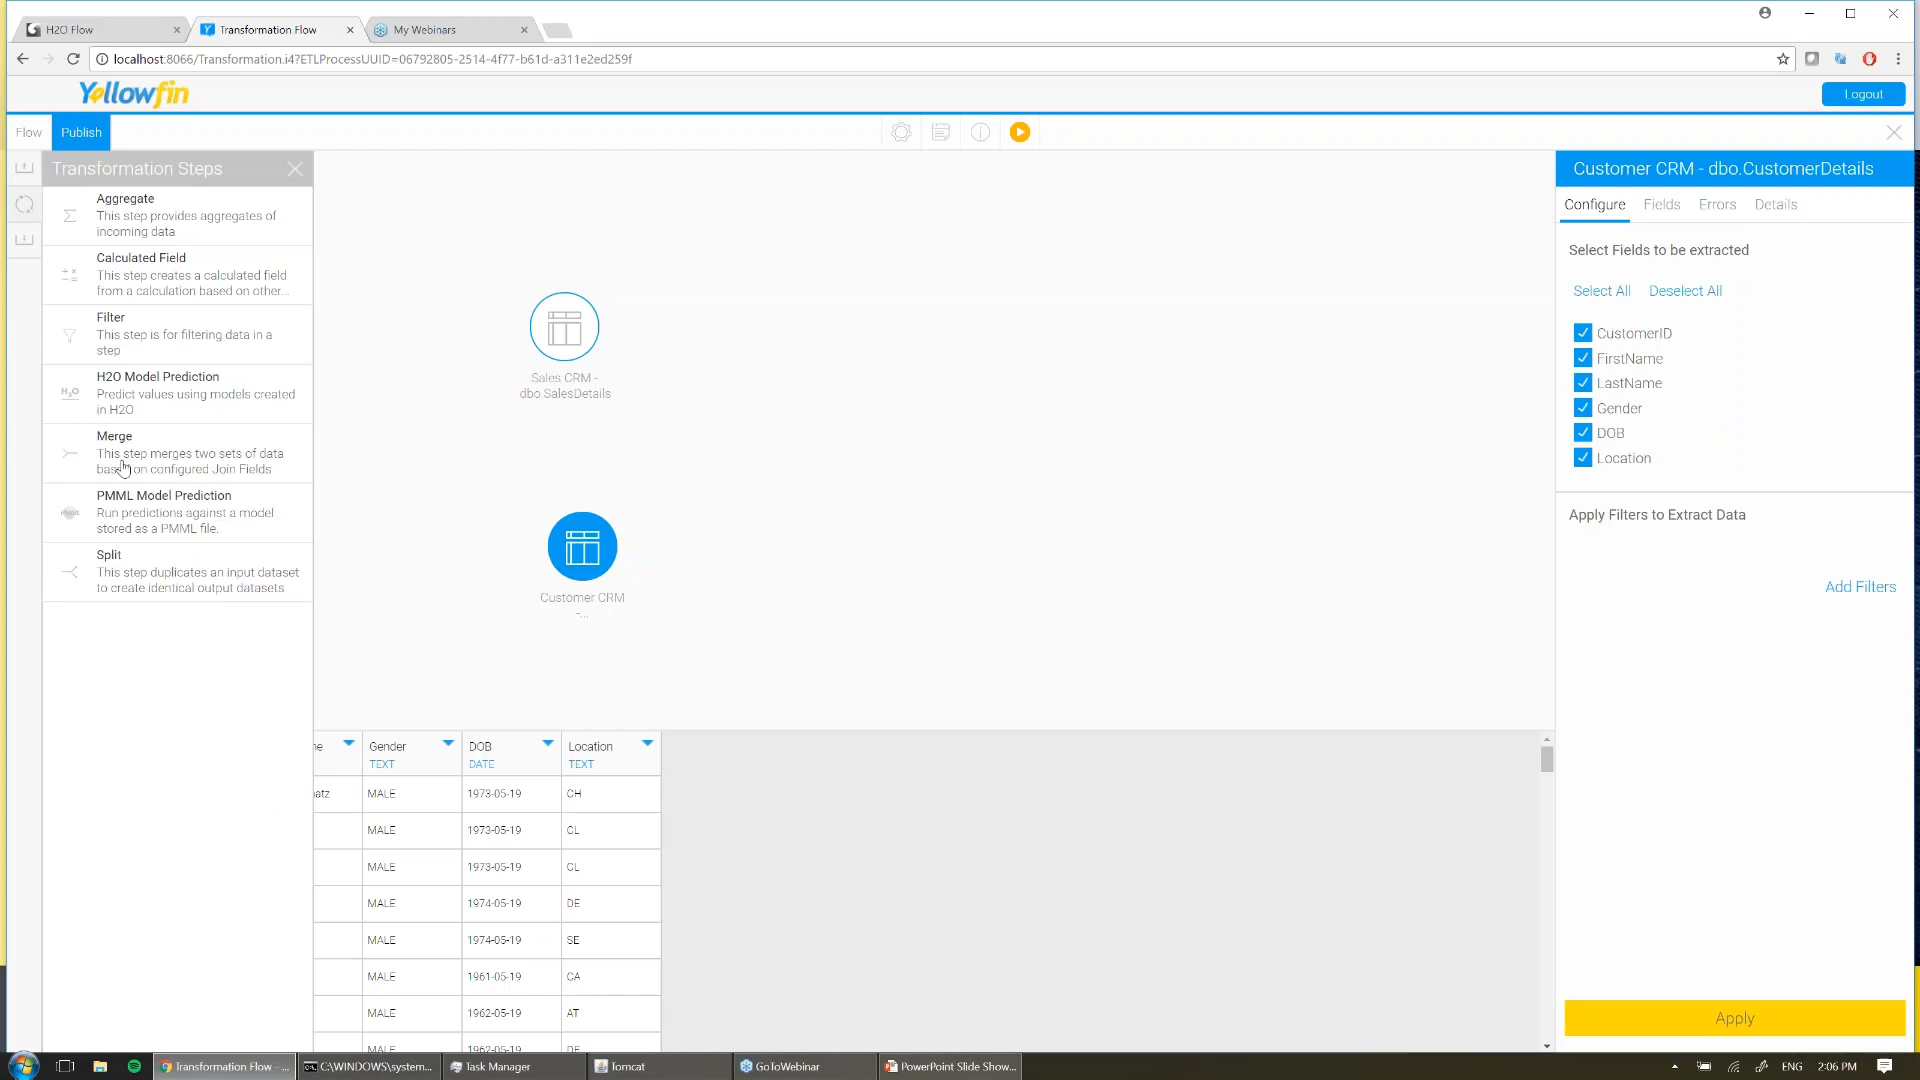 H2O Flow
Transformation Flow
My Webinars
localhost:8066/Transformation.i4?ETLProcessUUID=06792805-2514-4f77-b61d-a311e2ed259f
Yellowfin
Logout
Flow
Publish
Transformation Steps
Aggregate
This step provides aggregates of
incoming data
Calculated Field
This step creates a calculated field
from a calculation based on other...
Filter
This step is for filtering data in a
step
H2O Model Prediction
Predict values using models created
in H2O
Merge
This step merges two sets of data
based on configured Join Fields
PMML Model Prediction
Run predictions against a model
stored as a PMML file.
Split
This step duplicates an input dataset
to create identical output datasets
Sales CRM -
dbo.SalesDetails
Customer CRM
-...
Customer CRM - dbo.CustomerDetails
Configure Fields Errors Details
Select Fields to be extracted
Select All Deselect All
CustomerID
FirstName
LastName
Gender
DOB
Location
Apply Filters to Extract Data
Add Filters
Apply
Gender DOB Location
TEXT DATE TEXT
MALE 1973-05-19 CH
MALE 1973-05-19 CL
MALE 1973-05-19 CL
MALE 1974-05-19 DE
MALE 1974-05-19 SE
MALE 1961-05-19 CA
MALE 1962-05-19 AT
MALE 1962-05-19 DE
Transformation Flow - ...
C:\WINDOWS\system...
Task Manager
Tomcat
GoToWebinar
PowerPoint Slide Show...
ENG
2:06 PM